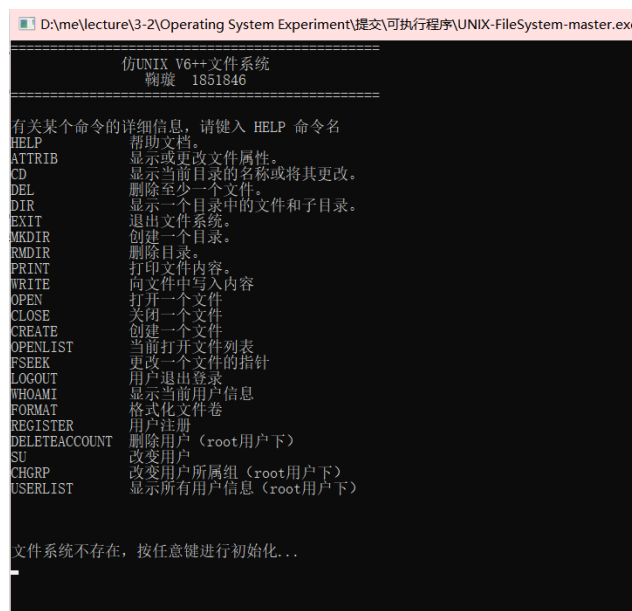 D:\me\lecture\3-2\Operating System Experiment\提交\可执行程序\UNIX-FileSystem-master.exe
===============================================
仿UNIX V6++文件系统
鞠璇 1851846
===============================================
有关某个命令的详细信息，请键入 HELP 命令名
HELP 帮助文档。
ATTRIB 显示或更改文件属性。
CD 显示当前目录的名称或将其更改。
DEL 删除至少一个文件。
DIR 显示一个目录中的文件和子目录。
EXIT 退出文件系统。
MKDIR 创建一个目录。
RMDIR 删除目录。
PRINT 打印文件内容。
WRITE 向文件中写入内容
OPEN 打开一个文件
CLOSE 关闭一个文件
CREATE 创建一个文件
OPENLIST 当前打开文件列表
FSEEK 更改一个文件的指针
LOGOUT 用户退出登录
WHOAMI 显示当前用户信息
FORMAT 格式化文件卷
REGISTER 用户注册
DELETEACCOUNT 删除用户（root用户下）
SU 改变用户
CHGRP 改变用户所属组（root用户下）
USERLIST 显示所有用户信息（root用户下）
文件系统不存在，按任意键进行初始化...